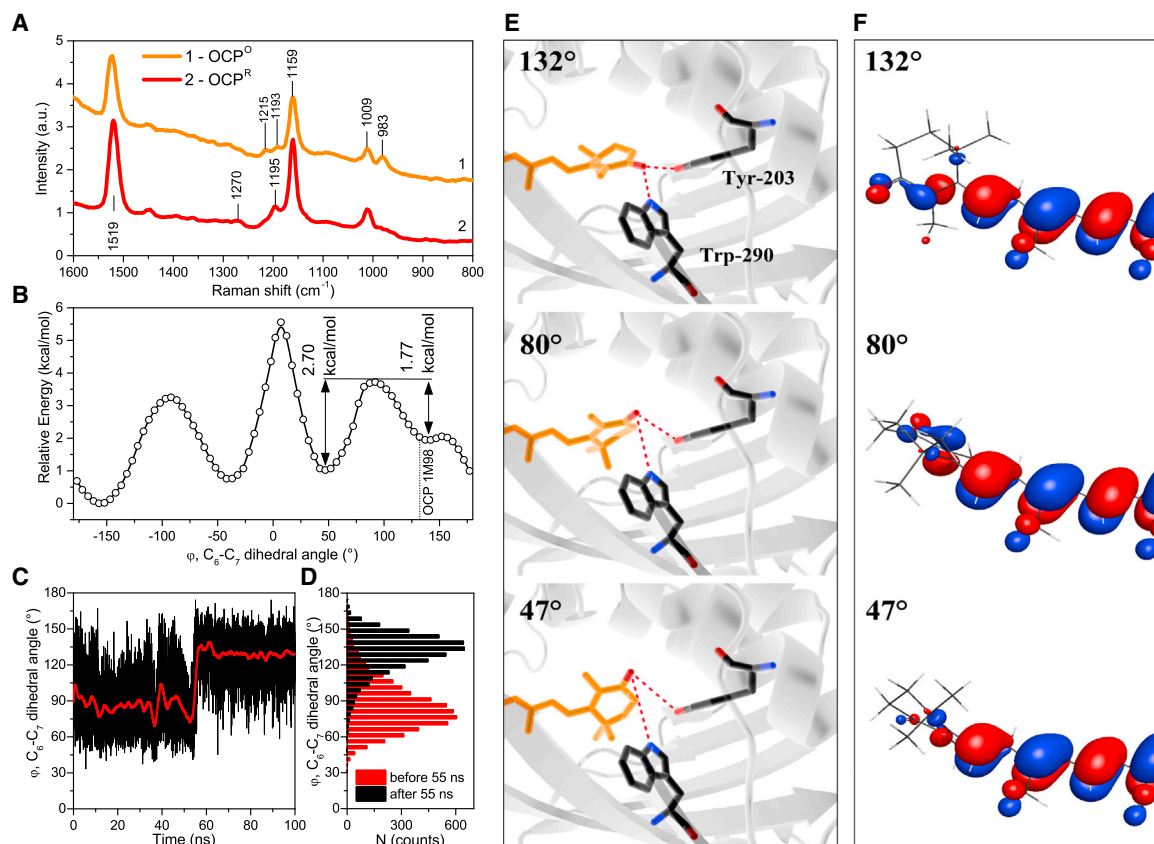 A
5
4
3
2
1
0
Intensity (a.u.)
1 - OCP^O
2 - OCP^R
1519
1270
1215
1195
1193
1159
1009
983
1
2
1600 1500 1400 1300 1200 1100 1000 900 800
Raman shift (cm^-1)
B
6
5
4
3
2
1
0
Relative Energy (kcal/mol)
2.70
kcal/mol
1.77
kcal/mol
OCP 1M98
-150 -100 -50 0 50 100 150
φ, C₆-C₇ dihedral angle (°)
C
180
150
120
90
60
30
0
φ, C₆-C₇ dihedral angle (°)
0 20 40 60 80 100
Time (ns)
D
180
150
120
90
60
30
0
φ, C₆-C₇ dihedral angle (°)
before 55 ns
after 55 ns
0 200 400 600
N (counts)
E
132°
Tyr-203
Trp-290
80°
47°
F
132°
80°
47°